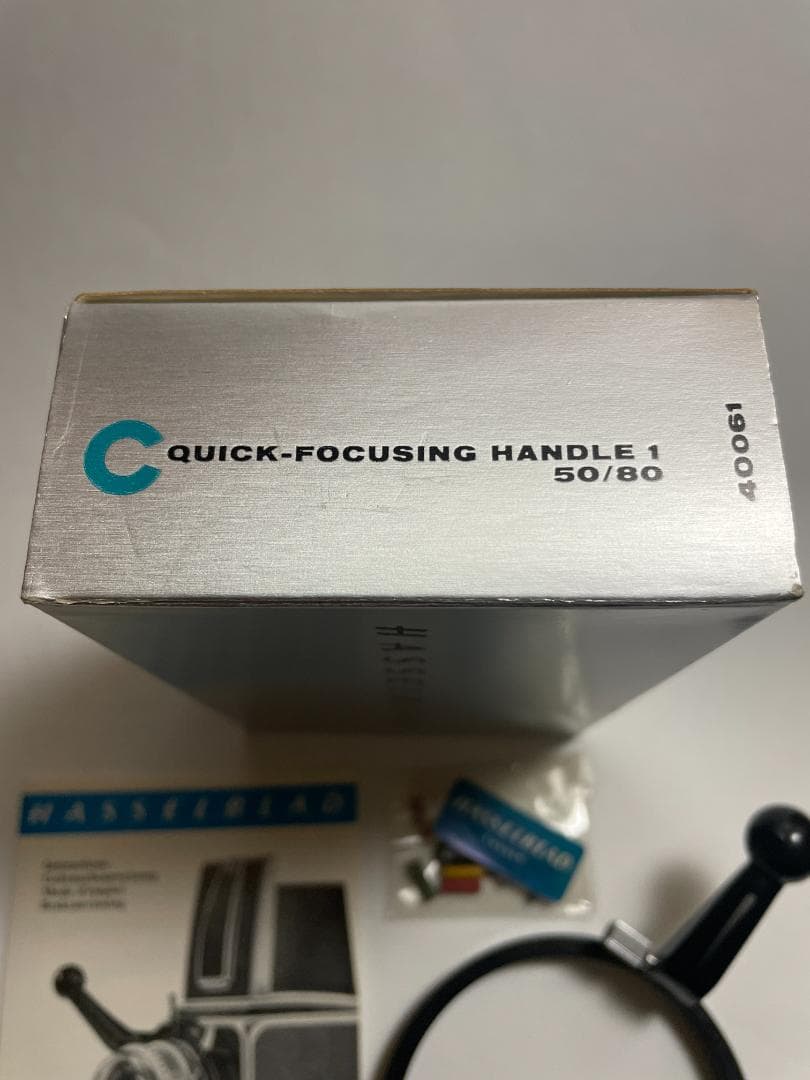 C QUICK-FOCUSING HANDLE 1
50/80
40061
HASSELBLAD
HASSELBLAD